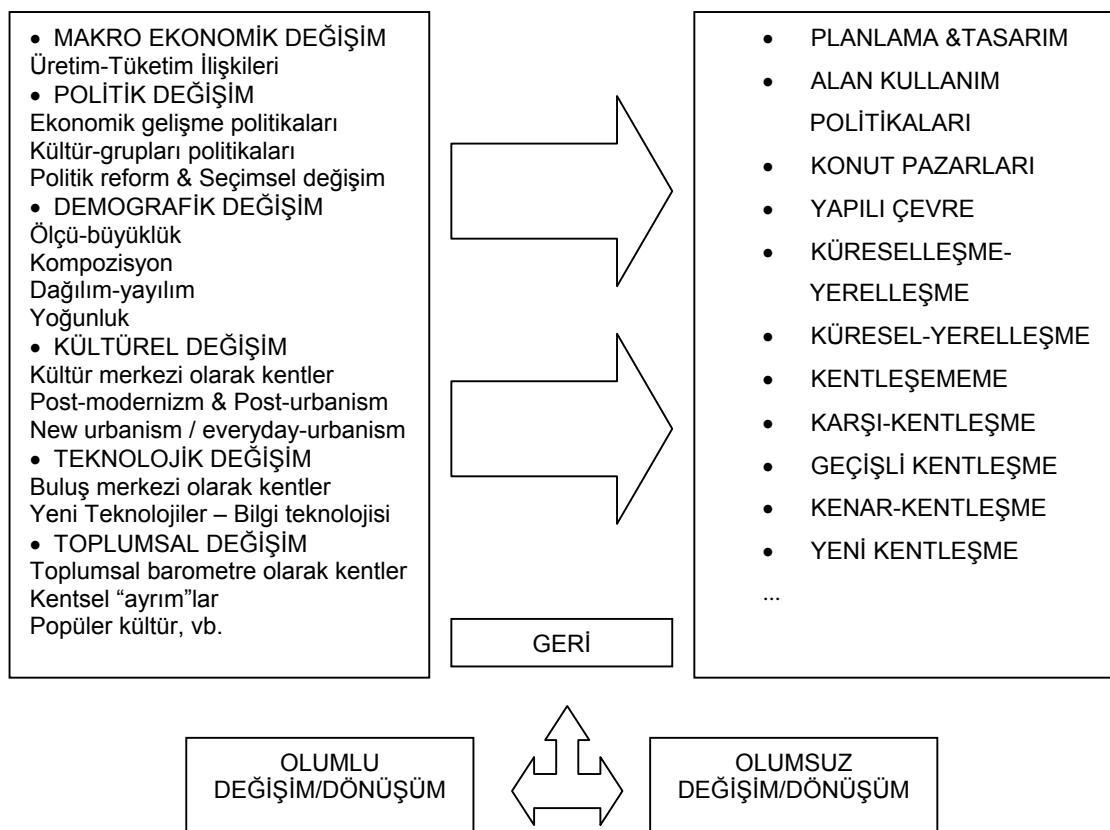 • MAKRO EKONOMİK DEĞİŞİM
Üretim-Tüketim İlişkileri
• POLİTİK DEĞİŞİM
Ekonomik gelişme politikaları
Kültür-grupları politikaları
Politik reform & Seçimsel değişim
• DEMOGRAFİK DEĞİŞİM
Ölçü-büyüklük
Kompozisyon
Dağılım-yayılım
Yoğunluk
• KÜLTÜREL DEĞİŞİM
Kültür merkezi olarak kentler
Post-modernizm & Post-urbanism
New urbanism / everyday-urbanism
• TEKNOLOJİK DEĞİŞİM
Buluş merkezi olarak kentler
Yeni Teknolojiler – Bilgi teknolojisi
• TOPLUMSAL DEĞİŞİM
Toplumsal barometre olarak kentler
Kentsel “ayrım”lar
Popüler kültür, vb.
• PLANLAMA &TASARIM
• ALAN KULLANIM
POLİTİKALARI
• KONUT PAZARLARI
• YAPILI ÇEVRE
• KÜRESELLEŞME-
YERELLEŞME
• KÜRESEL-YERELLEŞME
• KENTLEŞEMEME
• KARŞI-KENTLEŞME
• GEÇİŞLİ KENTLEŞME
• KENAR-KENTLEŞME
• YENİ KENTLEŞME
...
GERİ
OLUMLU
DEĞİŞİM/DÖNÜŞÜM
OLUMSUZ
DEĞİŞİM/DÖNÜŞÜM